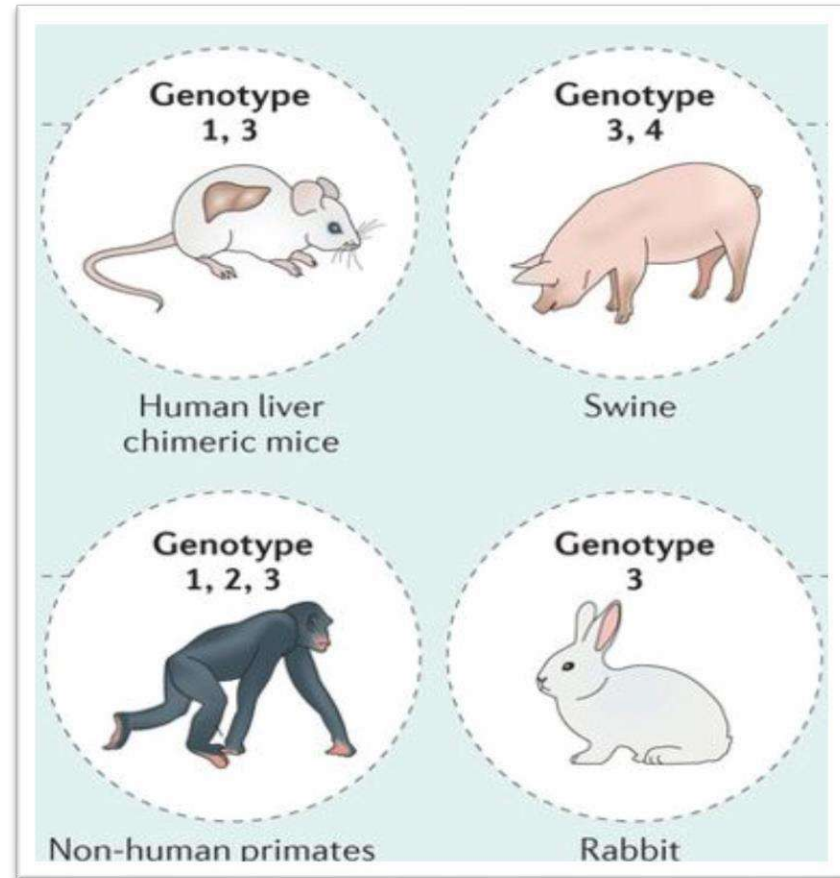 Genotype
1, 3
Human liver
chimeric mice
Genotype
3, 4
Swine
Genotype
1, 2, 3
Non-human primates
Genotype
3
Rabbit